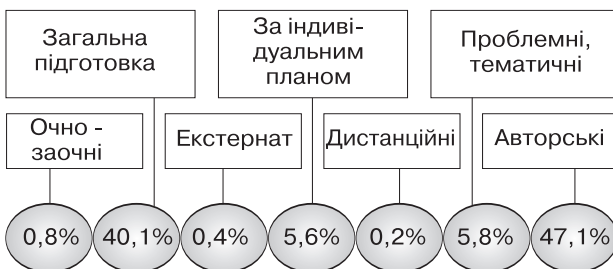 Загальна
підготовка
За індиві-
дуальним
планом
Проблемні,
тематичні
Очно -
заочні
Екстернат
Дистанційні
Авторські
0,8%
40,1%
0,4%
5,6%
0,2%
5,8%
47,1%